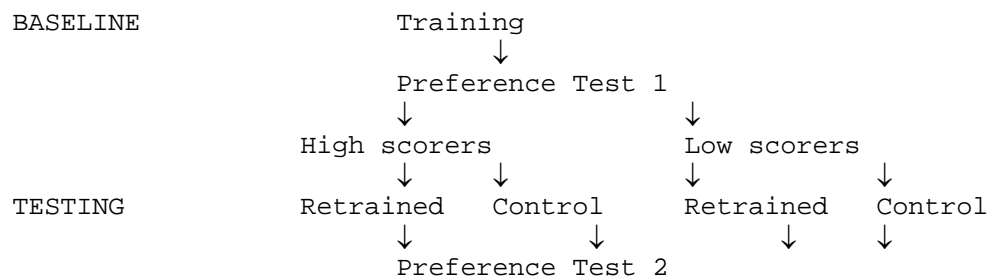 BASELINE Training
↓
Preference Test 1
↓ ↓
High scorers Low scorers
↓ ↓ ↓ ↓
TESTING Retrained Control Retrained Control
↓ ↓ ↓ ↓
Preference Test 2